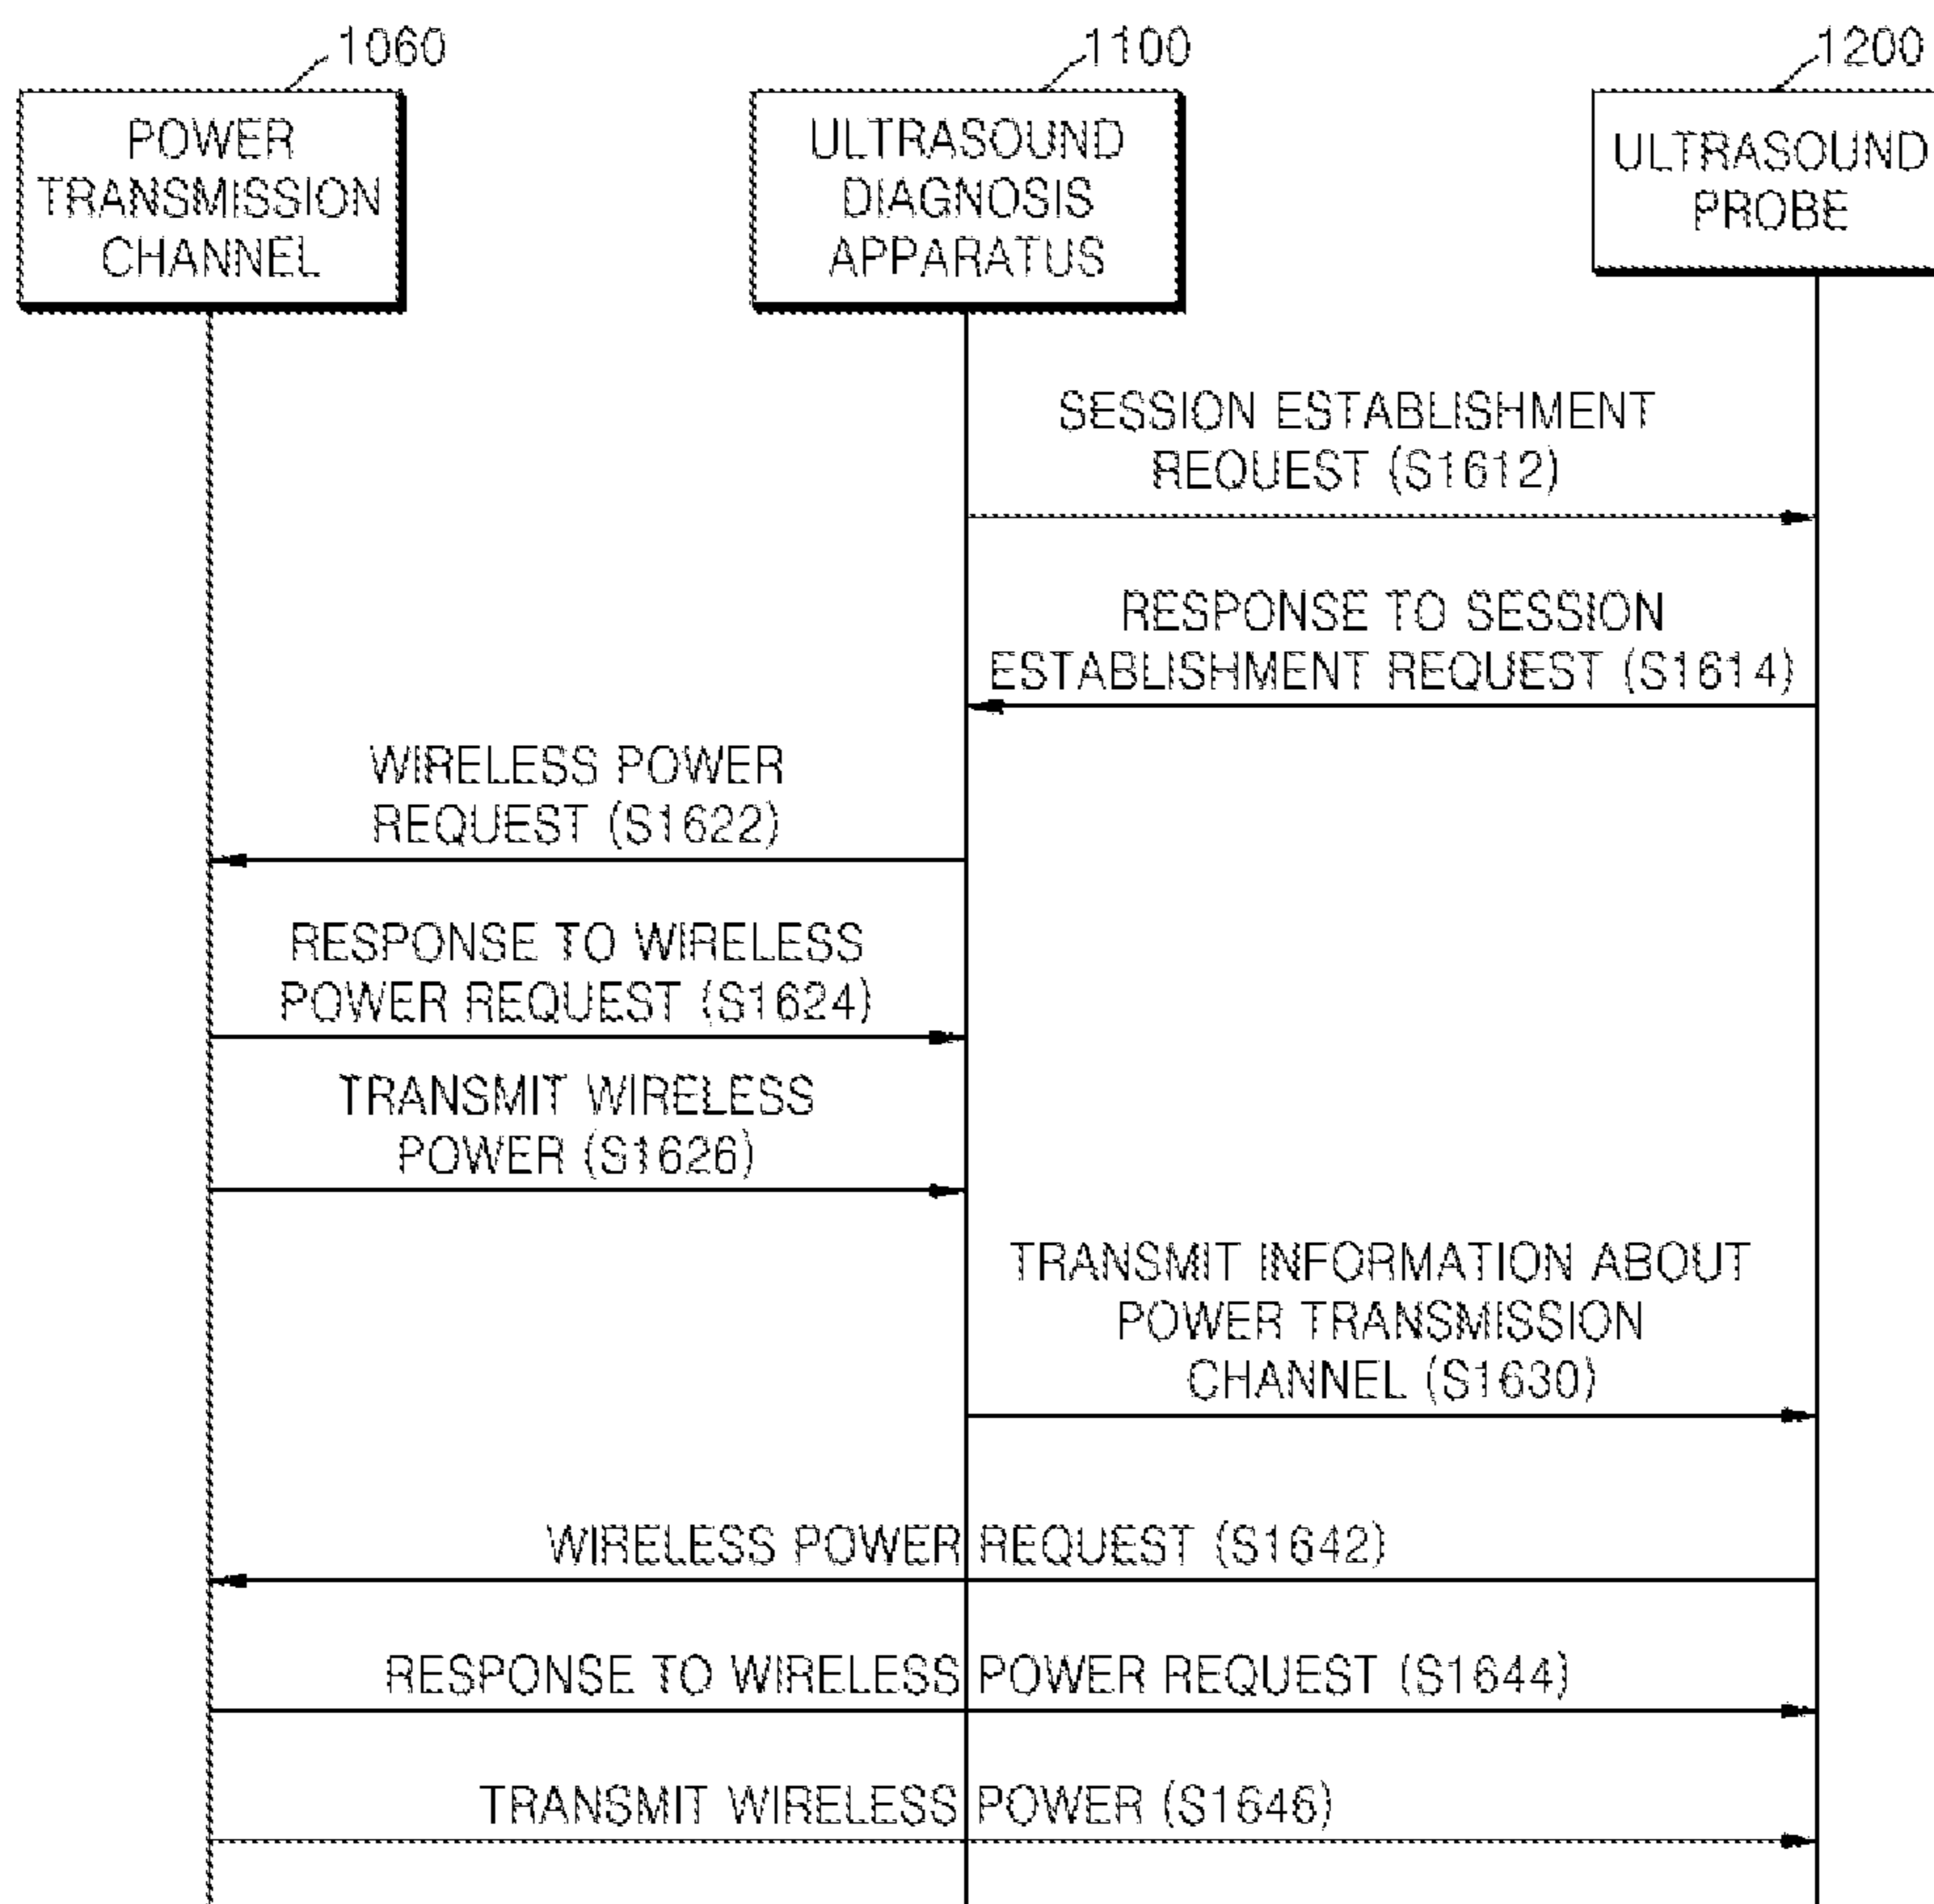 1060
1100
1200
POWER
TRANSMISSION
CHANNEL
ULTRASOUND
DIAGNOSIS
APPARATUS
ULTRASOUND
PROBE
SESSION ESTABLISHMENT
REQUEST (S1612)
RESPONSE TO SESSION
ESTABLISHMENT REQUEST (S1614)
WIRELESS POWER
REQUEST (S1622)
RESPONSE TO WIRELESS
POWER REQUEST (S1624)
TRANSMIT WIRELESS
POWER (S1626)
TRANSMIT INFORMATION ABOUT
POWER TRANSMISSION
CHANNEL (S1630)
WIRELESS POWER REQUEST (S1642)
RESPONSE TO WIRELESS POWER REQUEST (S1644)
TRANSMIT WIRELESS POWER (S1646)